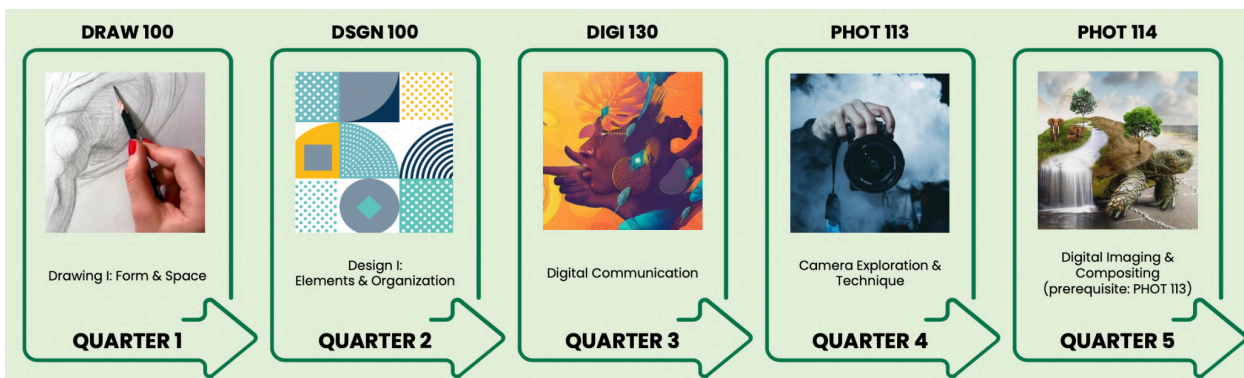 DRAW 100
Drawing I: Form & Space
QUARTER 1
DSGN 100
Design I:
Elements & Organization
QUARTER 2
DIGI 130
Digital Communication
QUARTER 3
PHOT 113
Camera Exploration &
Technique
QUARTER 4
PHOT 114
Digital Imaging &
Compositing
(prerequisite: PHOT 113)
QUARTER 5